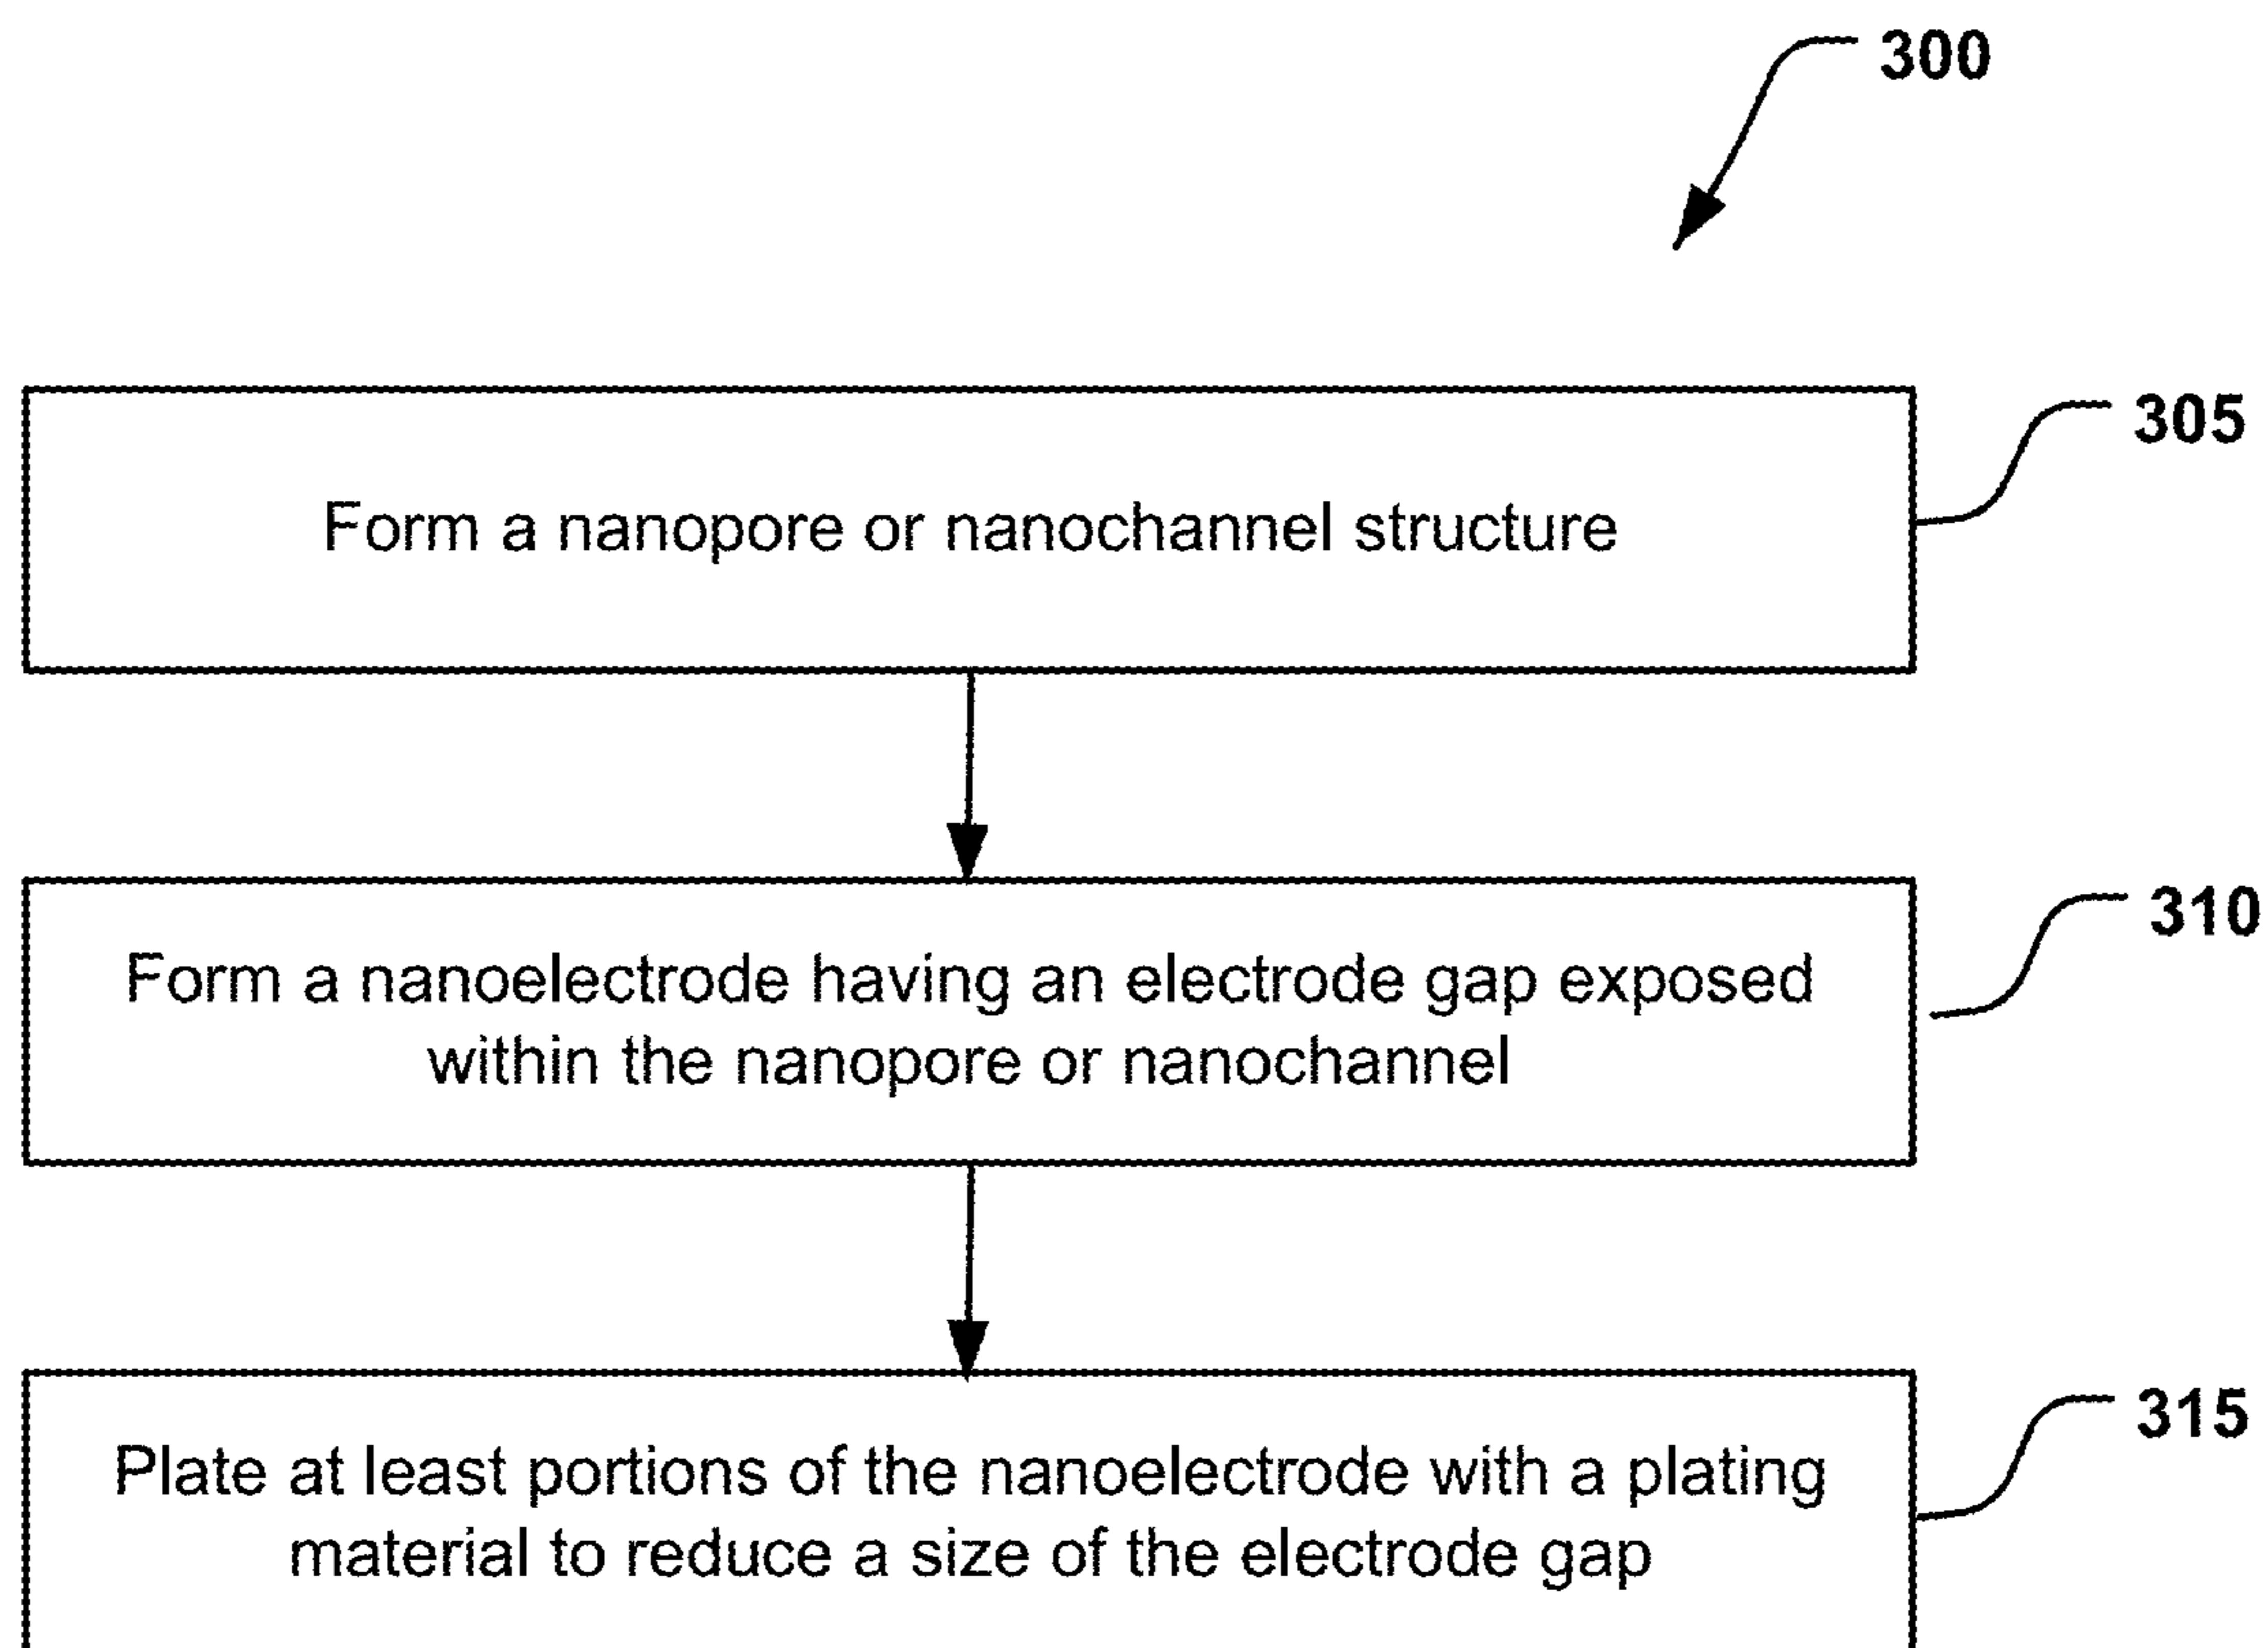 300
305
Form a nanopore or nanochannel structure
310
Form a nanoelectrode having an electrode gap exposed
within the nanopore or nanochannel
315
Plate at least portions of the nanoelectrode with a plating
material to reduce a size of the electrode gap